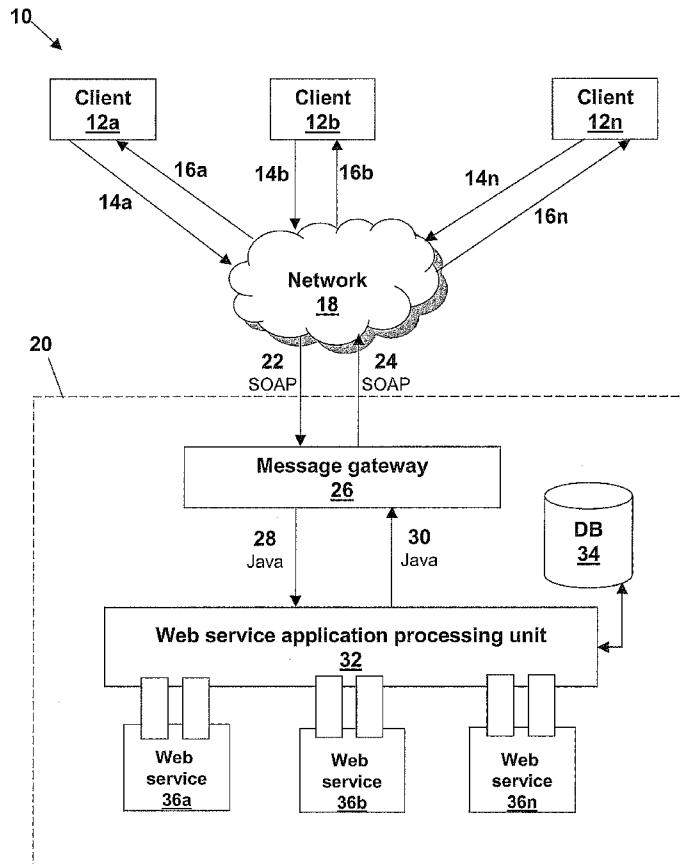 10
Client
12a
Client
12b
Client
12n
16a
14b
16b
14n
14a
16n
Network
18
20
22
SOAP
24
SOAP
Message gateway
26
28
Java
30
Java
DB
34
Web service application processing unit
32
Web
service
36a
Web
service
36b
Web
service
36n